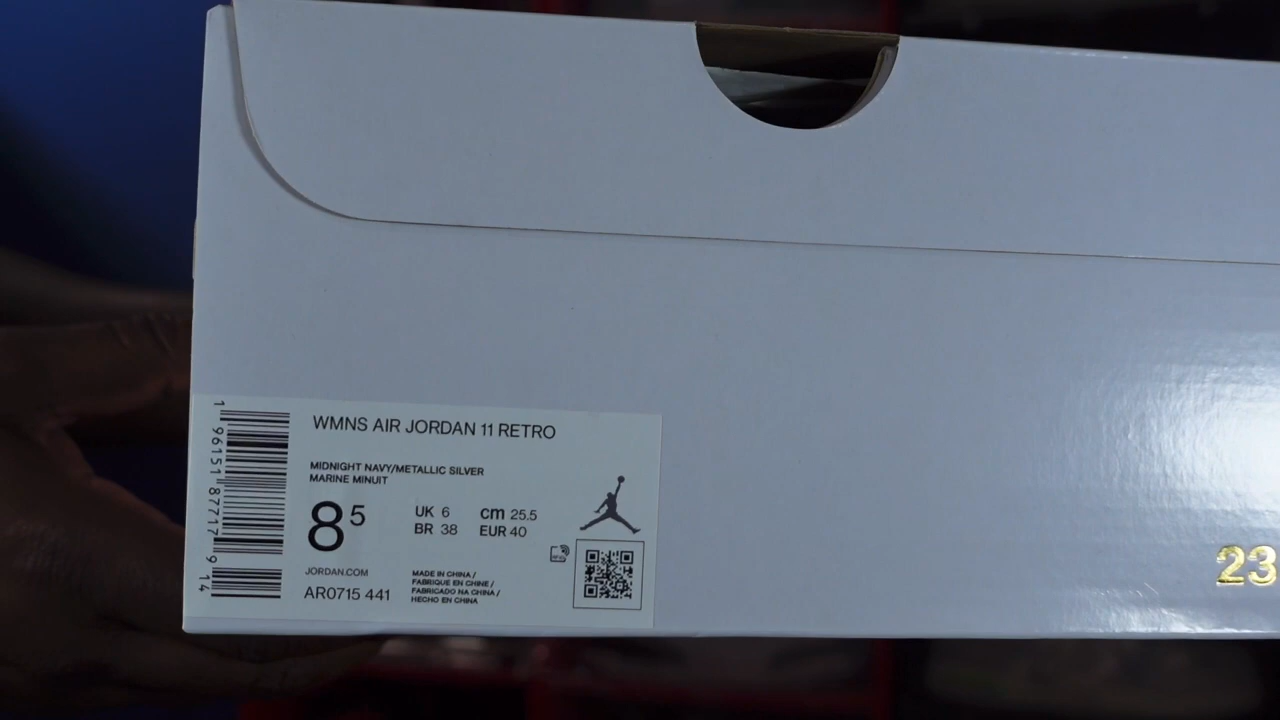 WMNS AIR JORDAN 11 RETRO
MIDNIGHT NAVY/METALLIC SILVER
MARINE MINUIT
8 5
UK 6 cm 25.5
BR 38 EUR 40
JORDAN.COM
AR0715 441
MADE IN CHINA /
FABRIQUE EN CHINE /
FABRICADO NA CHINA /
HECHO EN CHINA
1 96151 87717 9 14
23